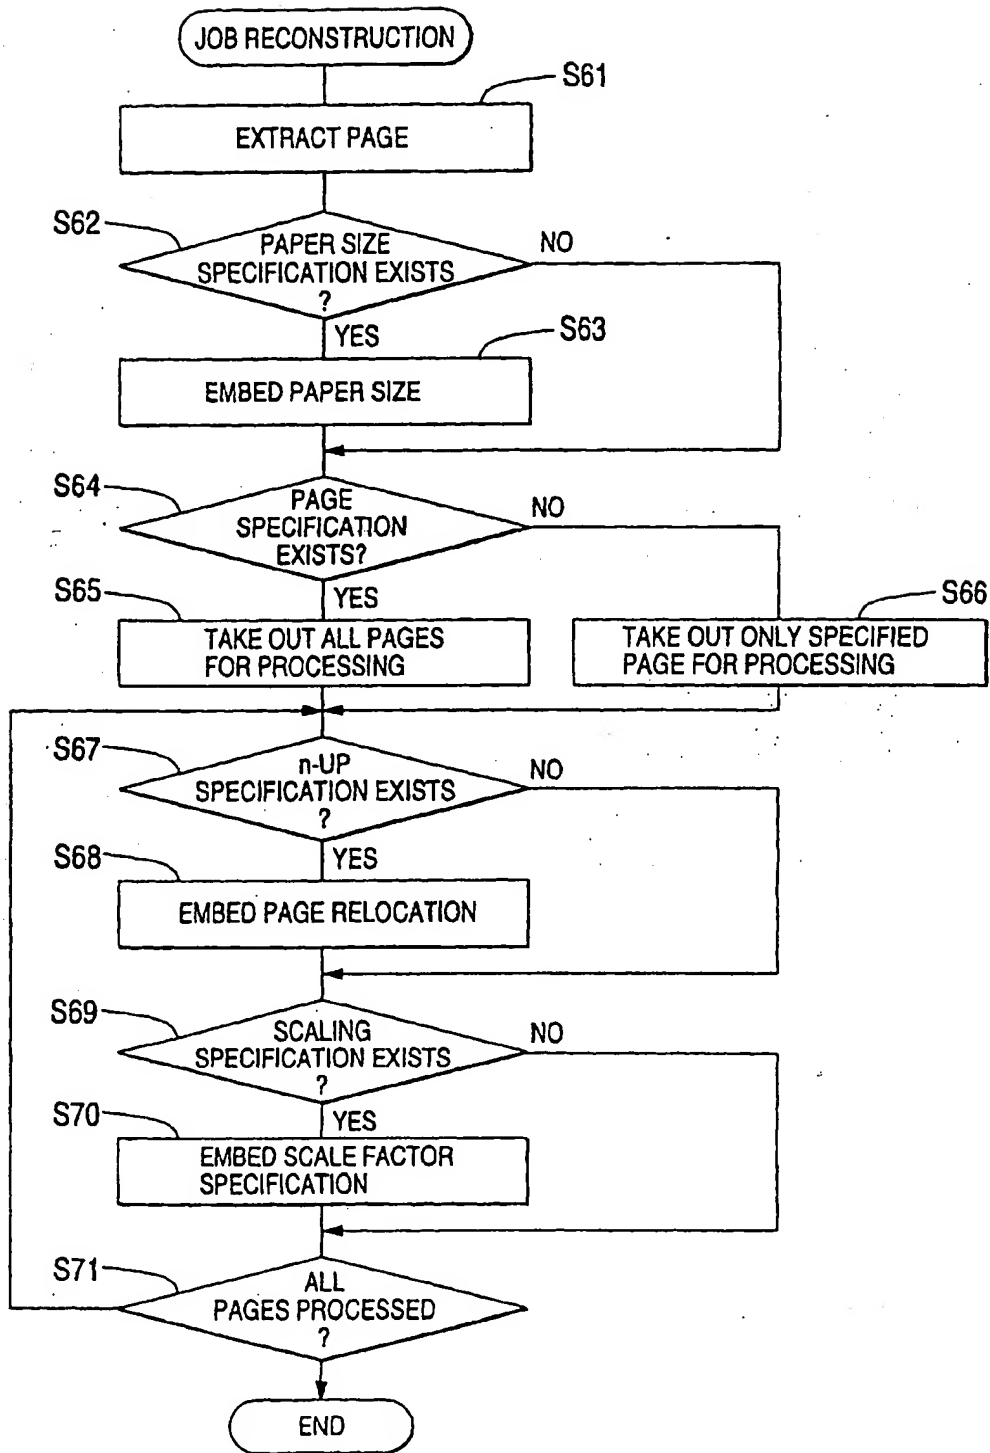 JOB RECONSTRUCTION
S61
EXTRACT PAGE
S62
PAPER SIZE
SPECIFICATION EXISTS
?
NO
YES
S63
EMBED PAPER SIZE
S64
PAGE
SPECIFICATION
EXISTS?
NO
YES
S65
TAKE OUT ALL PAGES
FOR PROCESSING
S66
TAKE OUT ONLY SPECIFIED
PAGE FOR PROCESSING
S67
n-UP
SPECIFICATION EXISTS
?
NO
YES
S68
EMBED PAGE RELOCATION
S69
SCALING
SPECIFICATION EXISTS
?
NO
YES
S70
EMBED SCALE FACTOR
SPECIFICATION
S71
ALL
PAGES PROCESSED
?
END